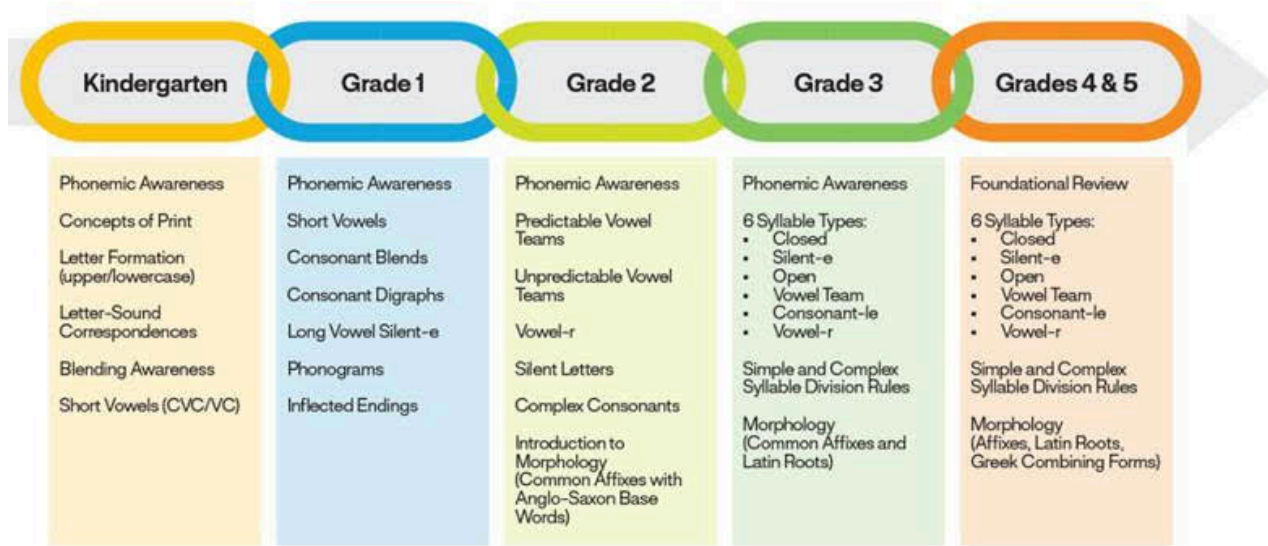 Kindergarten
Grade 1
Grade 2
Grade 3
Grades 4 & 5
Phonemic Awareness
Concepts of Print
Letter Formation
(upper/lowercase)
Letter-Sound
Correspondences
Blending Awareness
Short Vowels (CVC/VC)
Phonemic Awareness
Short Vowels
Consonant Blends
Consonant Digraphs
Long Vowel Silent-e
Phonograms
Inflected Endings
Phonemic Awareness
Predictable Vowel
Teams
Unpredictable Vowel
Teams
Vowel-r
Silent Letters
Complex Consonants
Introduction to
Morphology
(Common Affixes with
Anglo-Saxon Base
Words)
Phonemic Awareness
6 Syllable Types:
• Closed
• Silent-e
• Open
• Vowel Team
• Consonant-le
• Vowel-r
Simple and Complex
Syllable Division Rules
Morphology
(Common Affixes and
Latin Roots)
Foundational Review
6 Syllable Types:
• Closed
• Silent-e
• Open
• Vowel Team
• Consonant-le
• Vowel-r
Simple and Complex
Syllable Division Rules
Morphology
(Affixes, Latin Roots,
Greek Combining Forms)